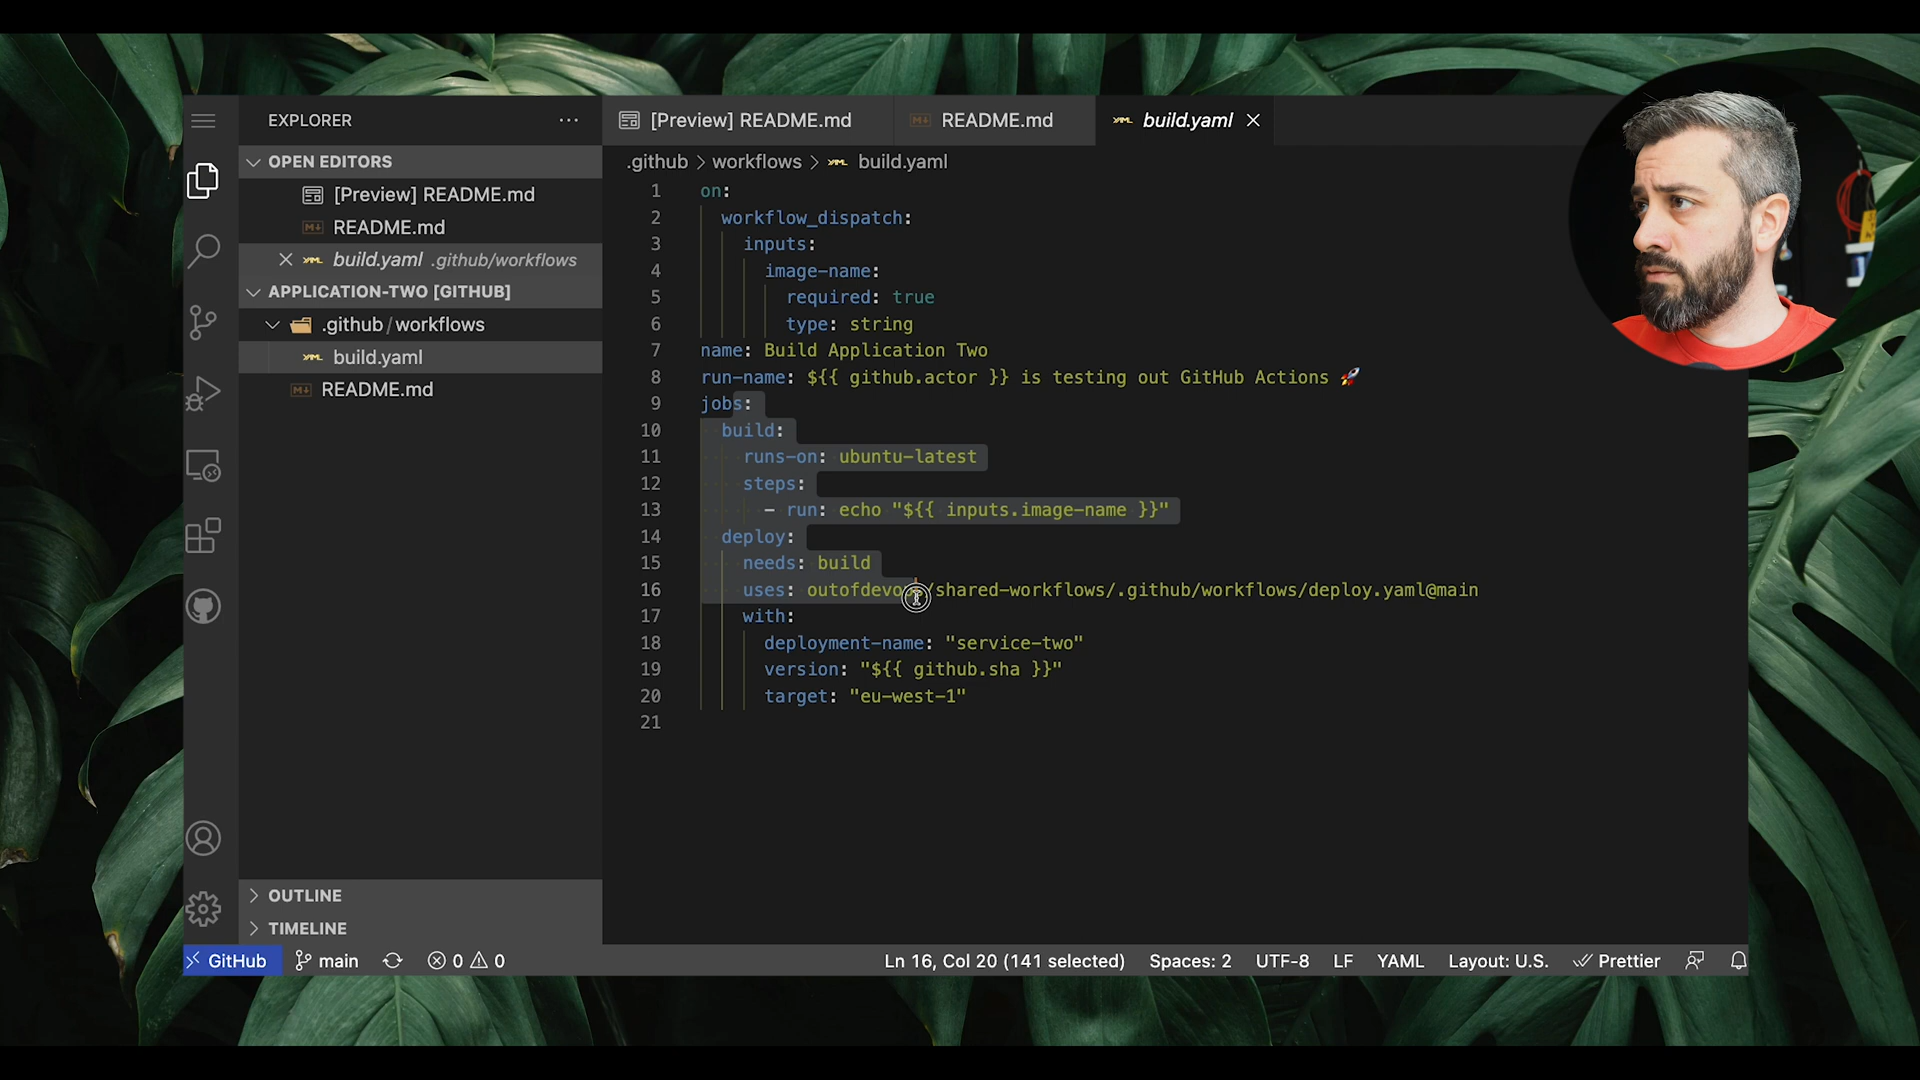 EXPLORER
OPEN EDITORS
[Preview] README.md
README.md
build.yaml .github/workflows
APPLICATION-TWO [GITHUB]
.github/workflows
build.yaml
README.md
OUTLINE
TIMELINE
[Preview] README.md
README.md
build.yaml
.github > workflows > build.yaml
1 on:
2 workflow_dispatch:
3 inputs:
4 image-name:
5 required: true
6 type: string
7 name: Build Application Two
8 run-name: ${{ github.actor }} is testing out GitHub Actions 🚀
9 jobs:
10 build:
11 runs-on: ubuntu-latest
12 steps:
13 - run: echo "${{ inputs.image-name }}"
14 deploy:
15 needs: build
16 uses: /shared-workflows/.github/workflows/deploy.yaml@main
17 with:
18 deployment-name: "service-two"
19 version: "${{ github.sha }}"
20 target: "eu-west-1"
21
GitHub main 0 0
Ln 16, Col 20 (141 selected) Spaces: 2 UTF-8 LF YAML Layout: U.S. Prettier